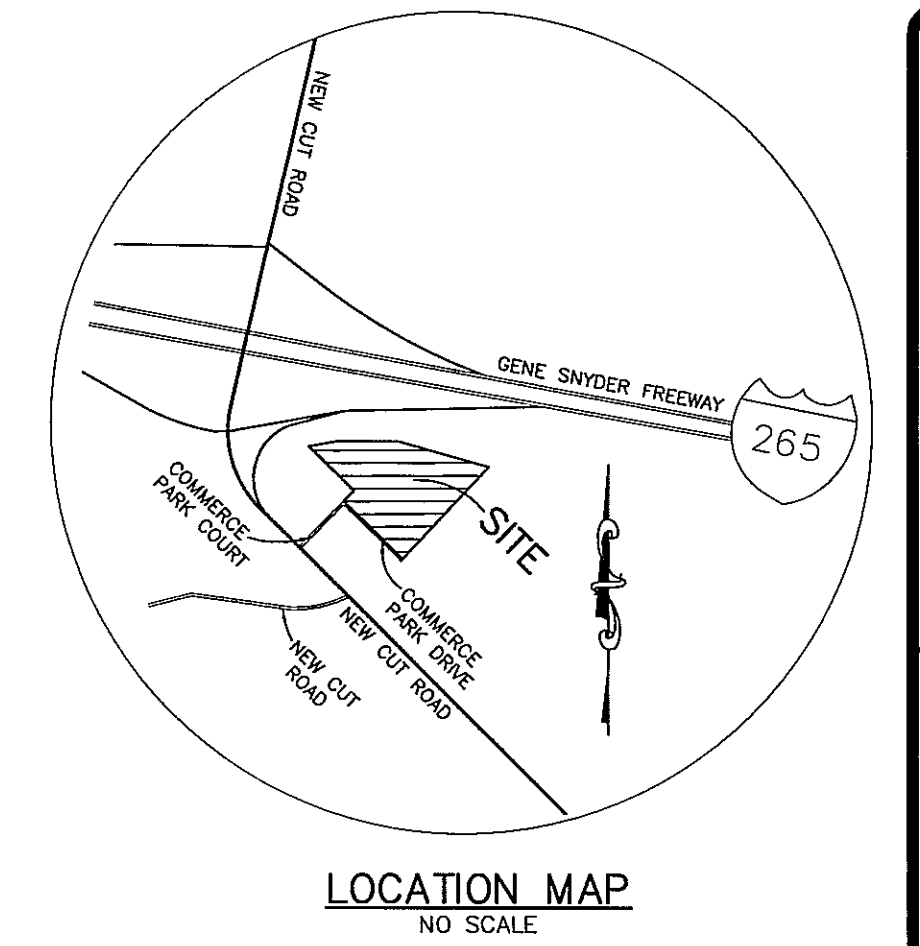 NEW CUT ROAD
GENE SNYDER FREEWAY
265
COMMERCE
PARK COURT
SITE
COMMERCE
PARK DRIVE
NEW CUT ROAD
NEW CUT
ROAD
LOCATION MAP
NO SCALE